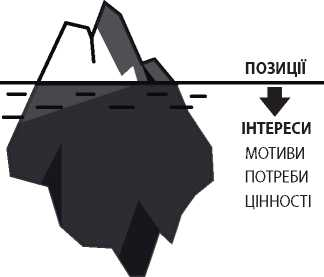 ПОЗИЦІЇ
ІНТЕРЕСИ
МОТИВИ
ПОТРЕБИ
ЦІННОСТІ